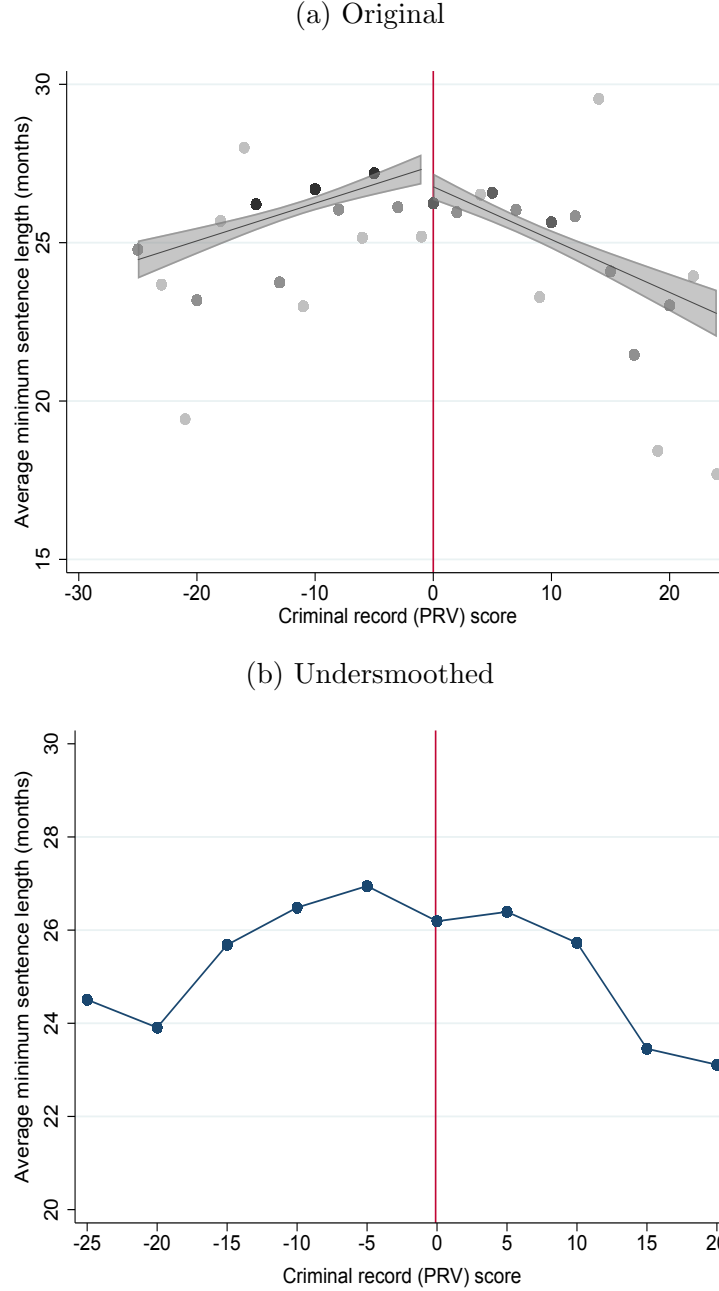 (a) Original
Average minimum sentence length (months)
30
25
20
15
-30 -20 -10 0 10 20
Criminal record (PRV) score
(b) Undersmoothed
Average minimum sentence length (months)
30
28
26
24
22
20
-25 -20 -15 -10 -5 0 5 10 15 20
Criminal record (PRV) score